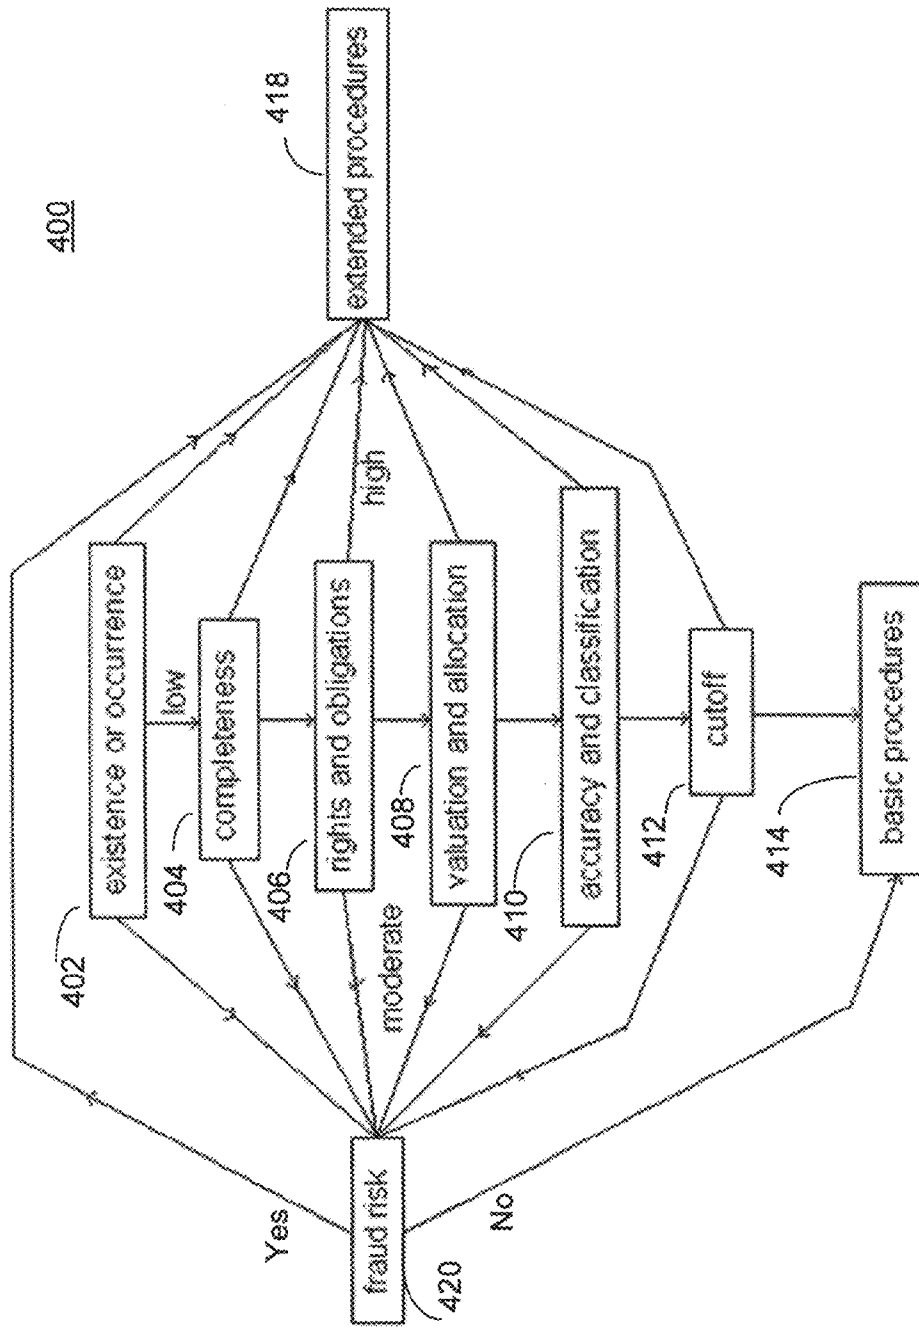 400
402
existence or occurrence
low
404
completeness
406
rights and obligations
high
moderate
408
valuation and allocation
410
accuracy and classification
412
cutoff
414
basic procedures
418
extended procedures
Yes
fraud risk
No
420